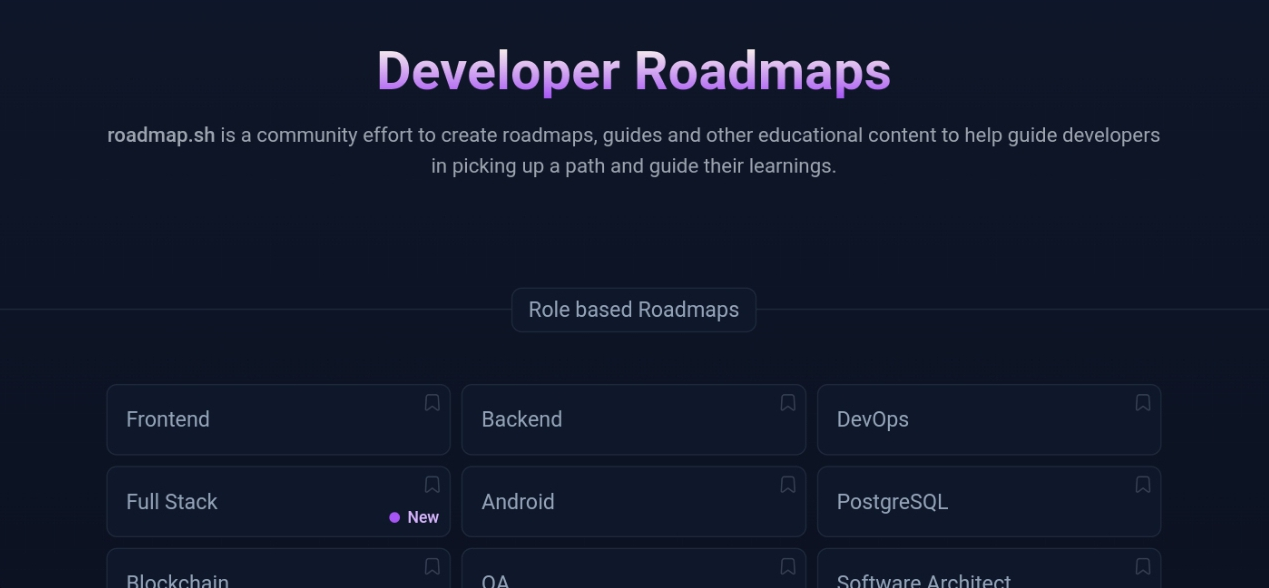 Developer Roadmaps
roadmap.sh is a community effort to create roadmaps, guides and other educational content to help guide developers
in picking up a path and guide their learnings.
Role based Roadmaps
Frontend
Backend
DevOps
Full Stack
New
Android
PostgreSQL
Blockchain
QA
Software Architect